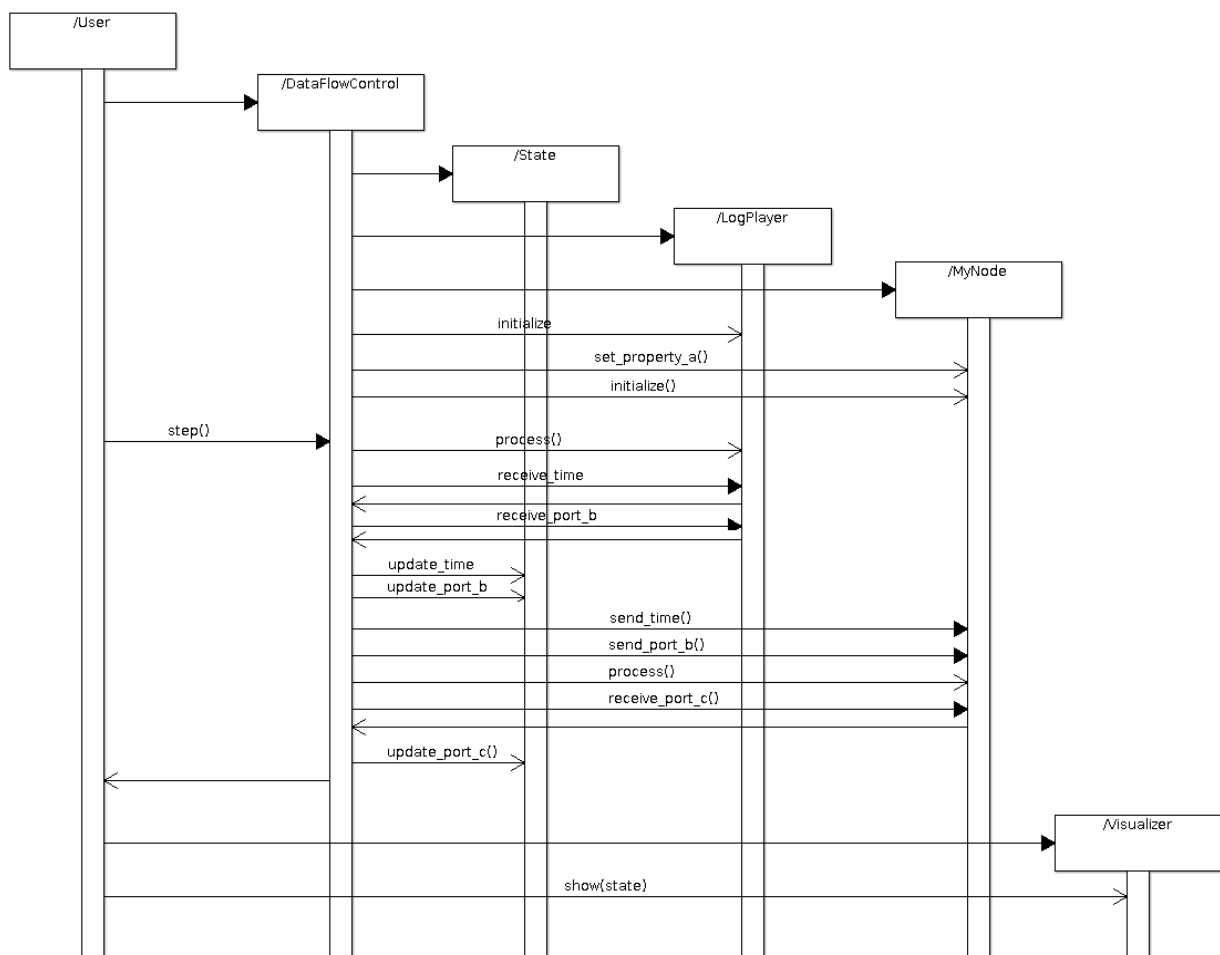 /User
/DataFlowControl
/State
/LogPlayer
/MyNode
initialize
set_property_a()
initialize()
step()
process()
receive_time
receive_port_b
update_time
update_port_b
send_time()
send_port_b()
process()
receive_port_c()
update_port_c()
/Visualizer
show(state)